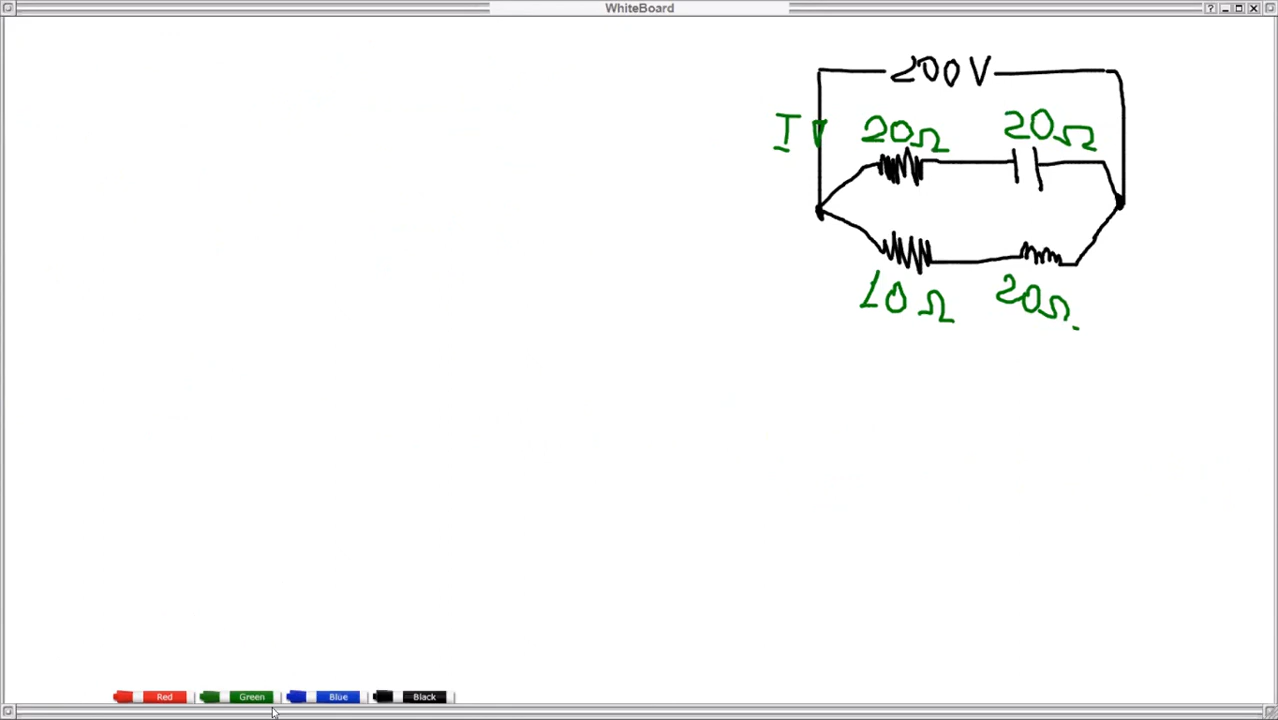 WhiteBoard
200V
I 20Ω 20Ω
10Ω 20Ω
Red Green Blue Black